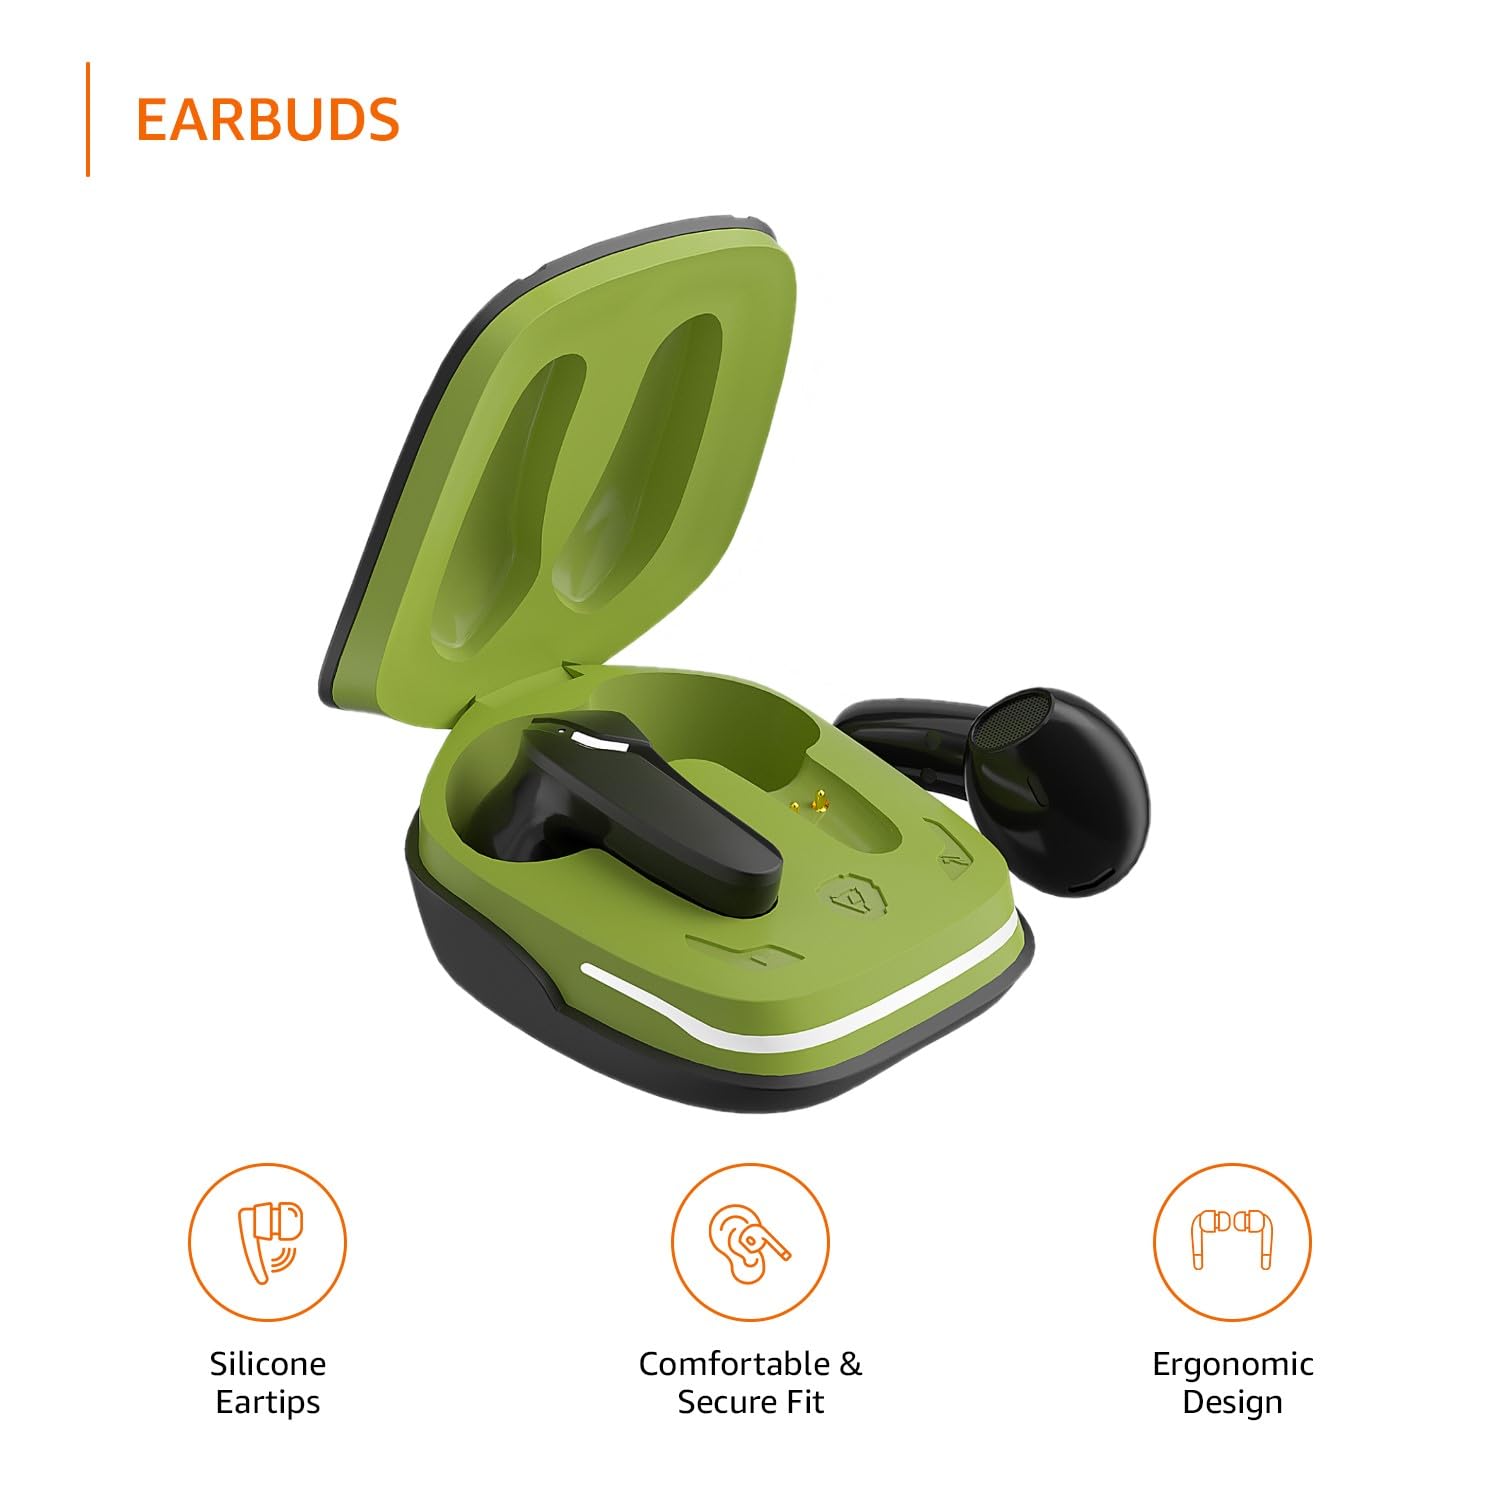 EARBUDS
Silicone
Eartips
Comfortable &
Secure Fit
Ergonomic
Design